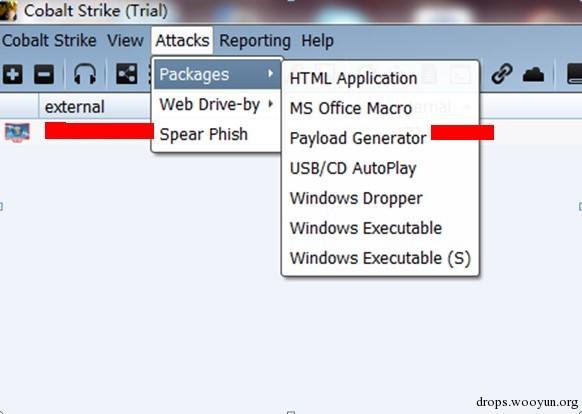 Cobalt Strike (Trial)
Cobalt Strike View Attacks Reporting Help
external
Packages
Web Drive-by
Spear Phish
HTML Application
MS Office Macro
Payload Generator
USB/CD AutoPlay
Windows Dropper
Windows Executable
Windows Executable (S)
drops.wooyun.org